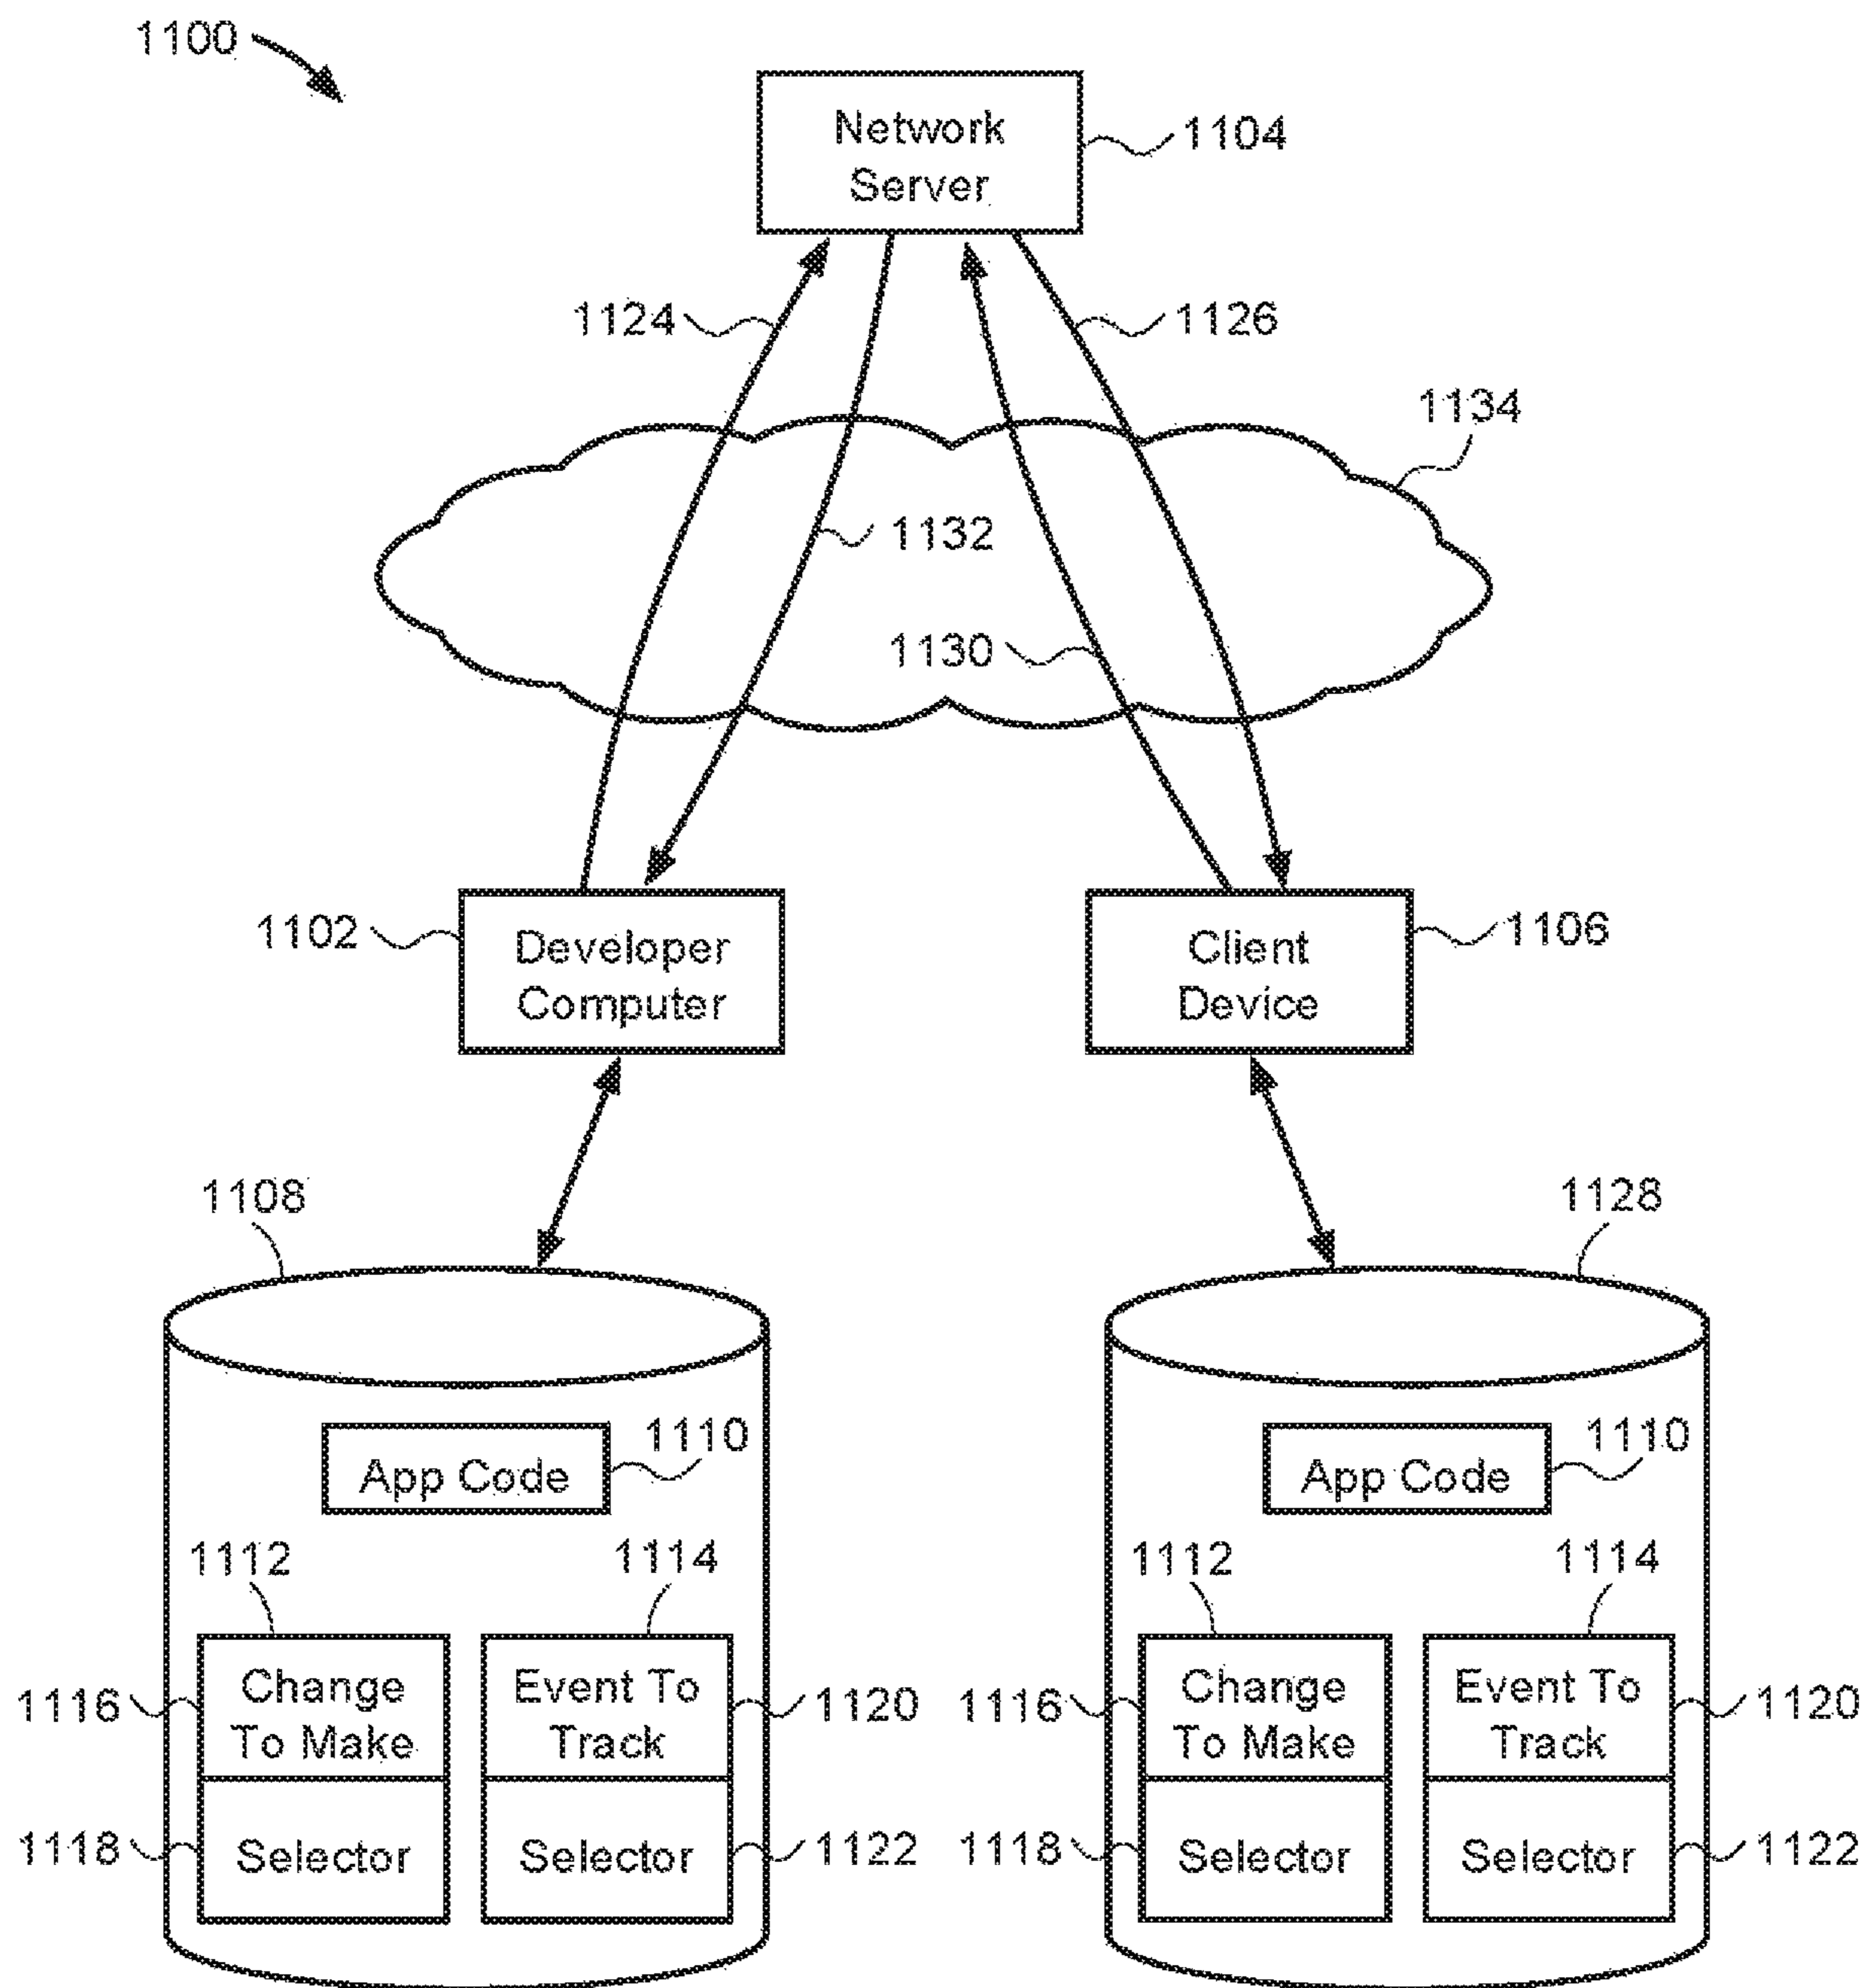 1100
Network
Server
1104
1124
1126
1134
1132
1130
1102
Developer
Computer
Client
Device
1106
1108
1128
App Code
1110
App Code
1110
1112
1114
1112
1114
Change
To Make
Event To
Track
Change
To Make
Event To
Track
1116
1120
1116
1120
1118
Selector
Selector
1122
1118
Selector
Selector
1122